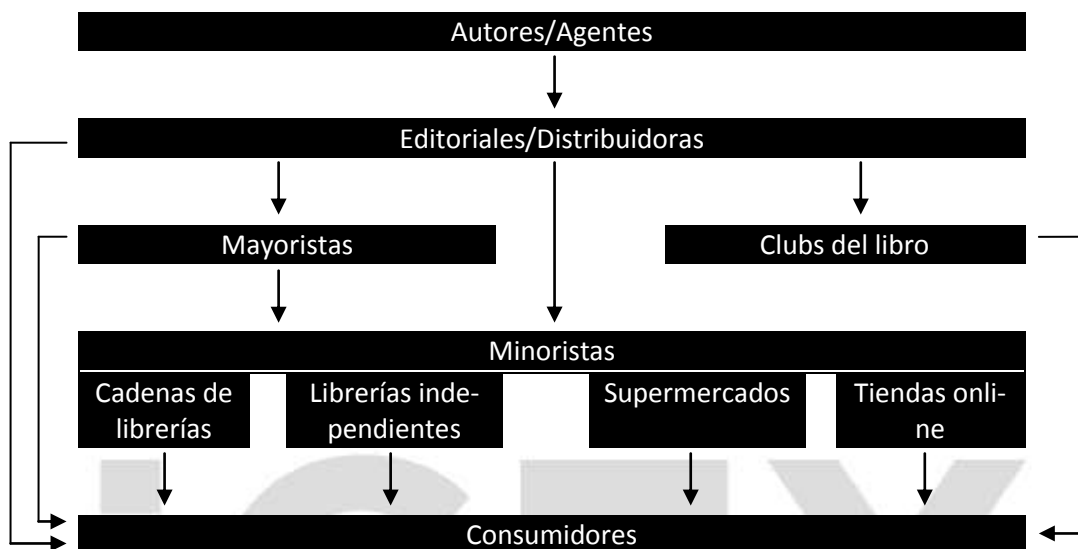 Autores/Agentes
Editoriales/Distribuidoras
Mayoristas
Clubs del libro
Minoristas
Cadenas de
librerías
Librerías inde-
pendientes
Supermercados
Tiendas onli-
ne
Consumidores